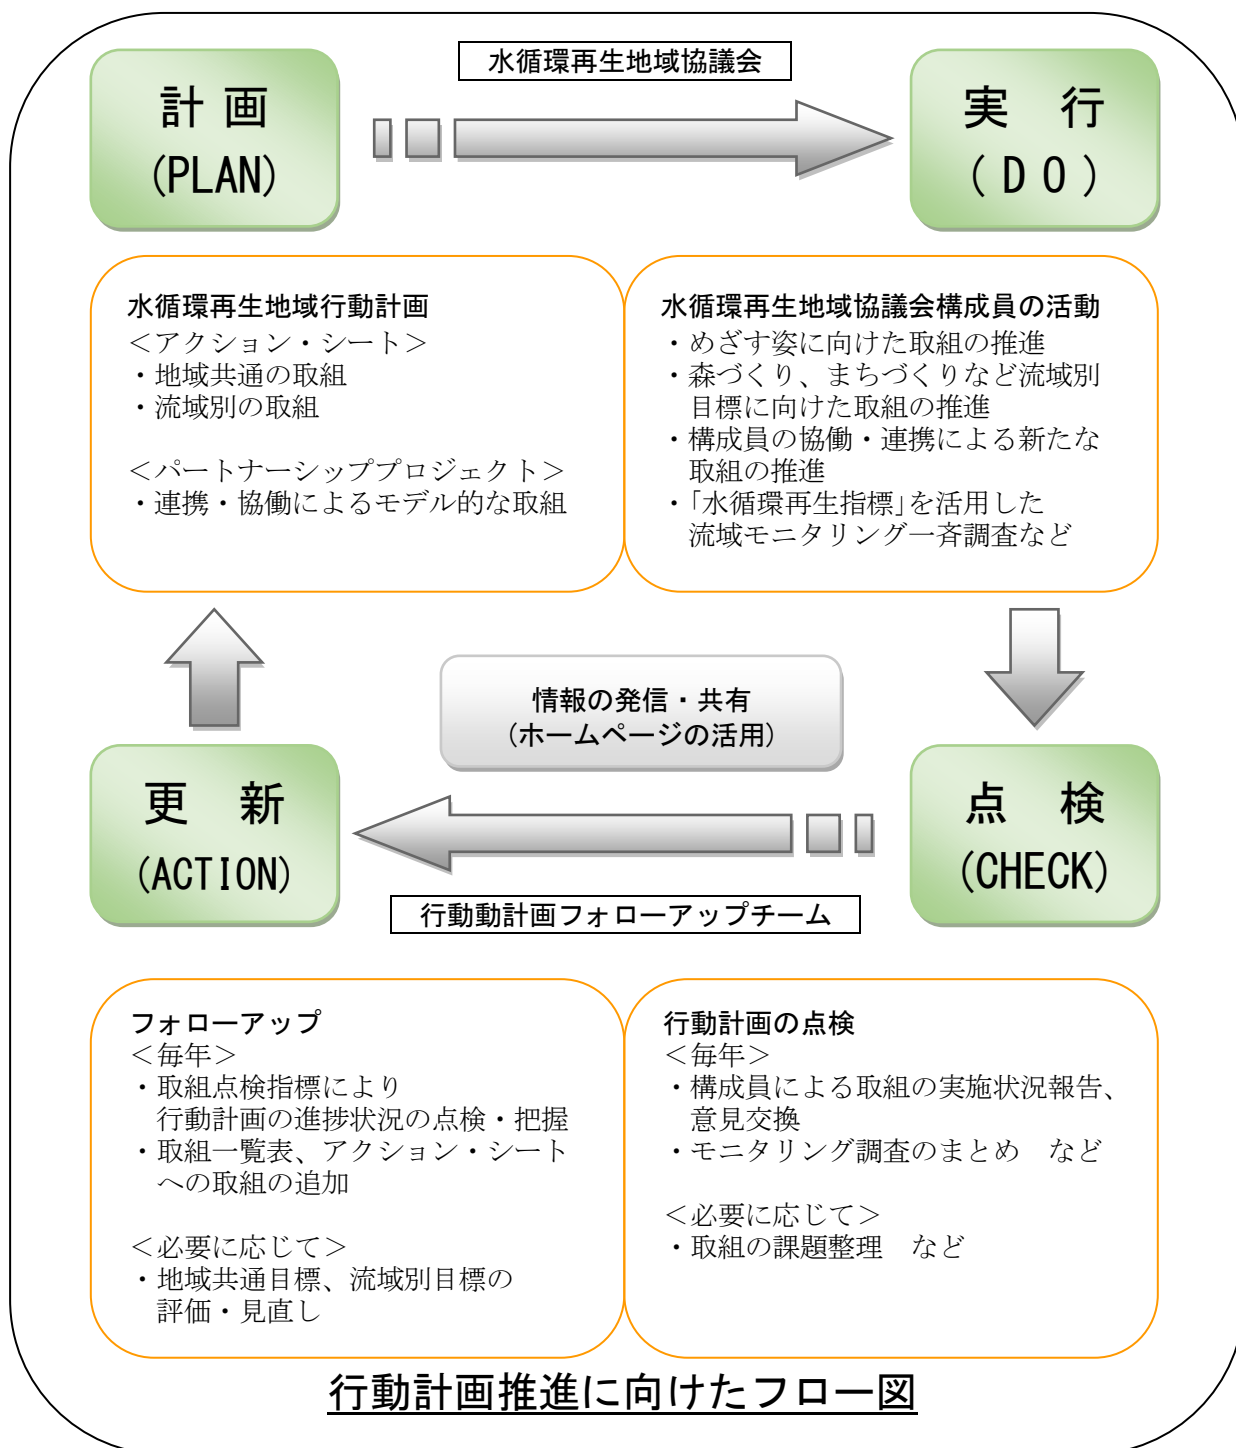 水循環再生地域協議会
計 画
(PLAN)
実　行
(ＤＯ)
水循環再生地域行動計画
＜アクション・シート＞
・地域共通の取組
・流域別の取組
＜パートナーシッププロジェクト＞
・連携・協働によるモデル的な取組
水循環再生地域協議会構成員の活動
・めざす姿に向けた取組の推進
・森づくり、まちづくりなど流域別
目標に向けた取組の推進
・構成員の協働・連携による新たな
取組の推進
・「水循環再生指標」を活用した
流域モニタリング一斉調査など
情報の発信・共有
(ホームページの活用)
更　新
(ACTION)
点　検
(CHECK)
行動動計画フォローアップチーム
フォローアップ
＜毎年＞
・取組点検指標により
行動計画の進捗状況の点検・把握
・取組一覧表、アクション・シート
への取組の追加
＜必要に応じて＞
・地域共通目標、流域別目標の
評価・見直し
行動計画の点検
＜毎年＞
・構成員による取組の実施状況報告、
意見交換
・モニタリング調査のまとめ　など
＜必要に応じて＞
・取組の課題整理　など
行動計画推進に向けたフロー図